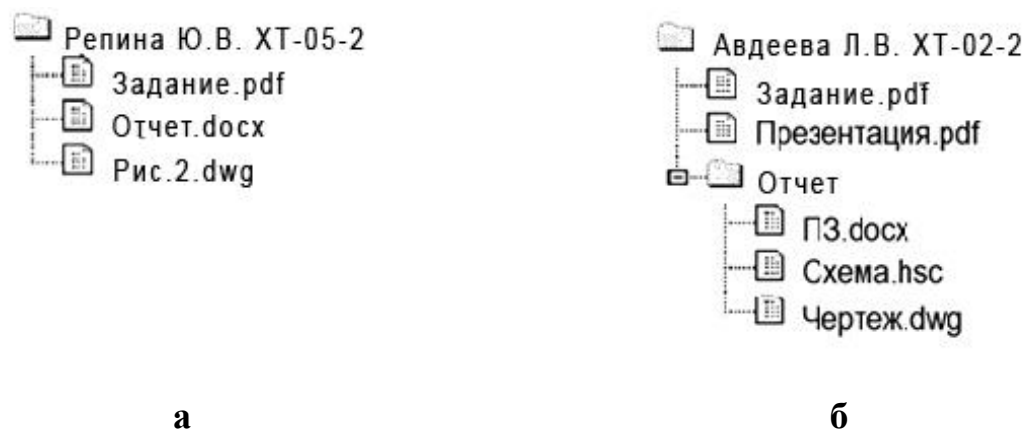 Репина Ю.В. ХТ-05-2
Задание.pdf
Отчет.docx
Рис.2.dwg
а
Авдеева Л.В. ХТ-02-2
Задание.pdf
Презентация.pdf
Отчет
ПЗ.docx
Схема.hsc
Чертеж.dwg
б